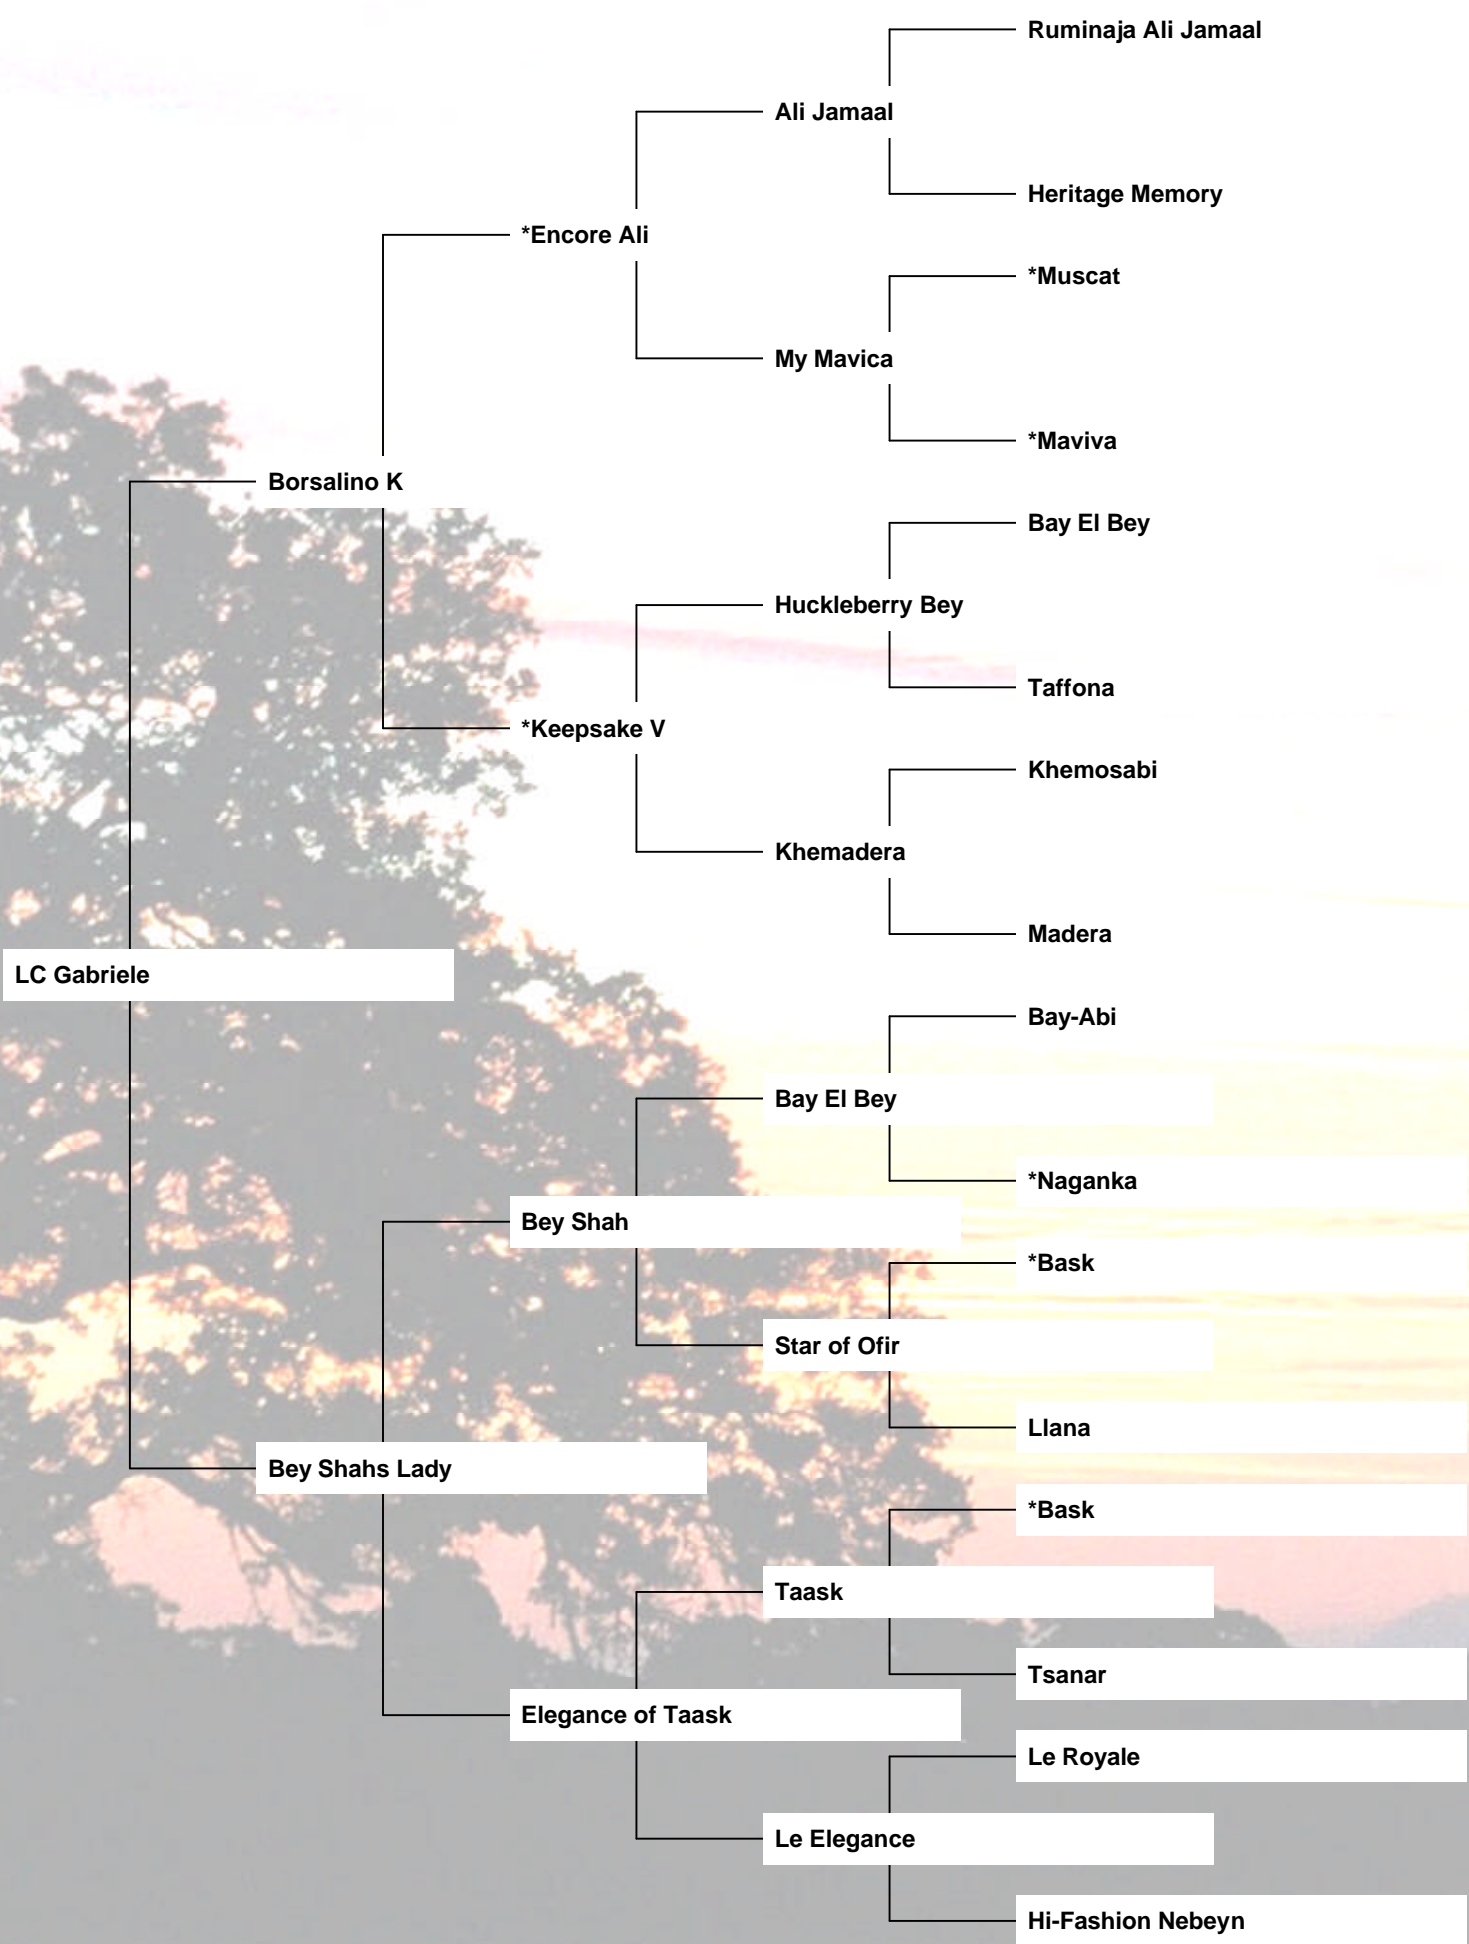 Ruminaja Ali Jamaal
Ali Jamaal
Heritage Memory
*Encore Ali
*Muscat
My Mavica
*Maviva
Borsalino K
Bay El Bey
Huckleberry Bey
Taffona
*Keepsake V
Khemosabi
Khemadera
Madera
LC Gabriele
Bay-Abi
Bay El Bey
*Naganka
Bey Shah
*Bask
Star of Ofir
Llana
Bey Shahs Lady
*Bask
Taask
Tsanar
Elegance of Taask
Le Royale
Le Elegance
Hi-Fashion Nebeyn